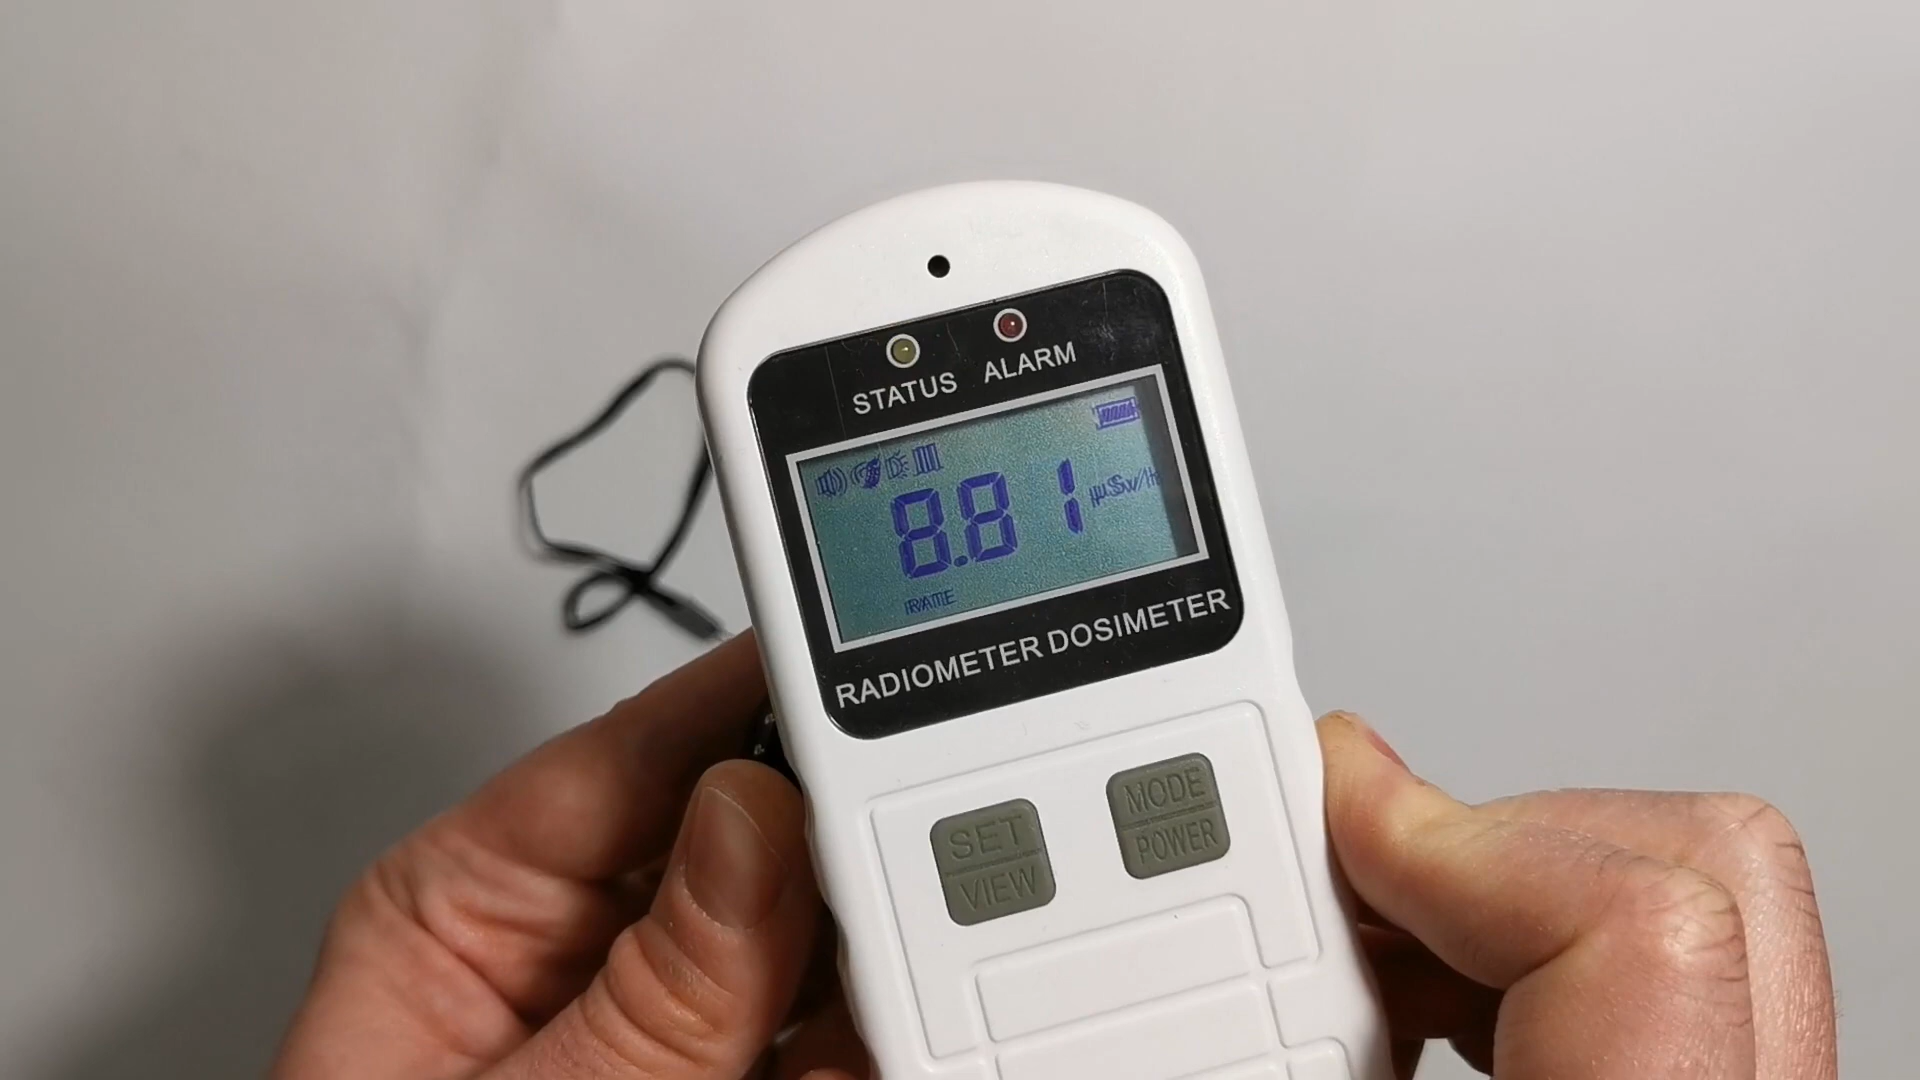 STATUS ALARM
8.81 μSv/h
RATE
RADIOMETER DOSIMETER
SET
VIEW
MODE
POWER